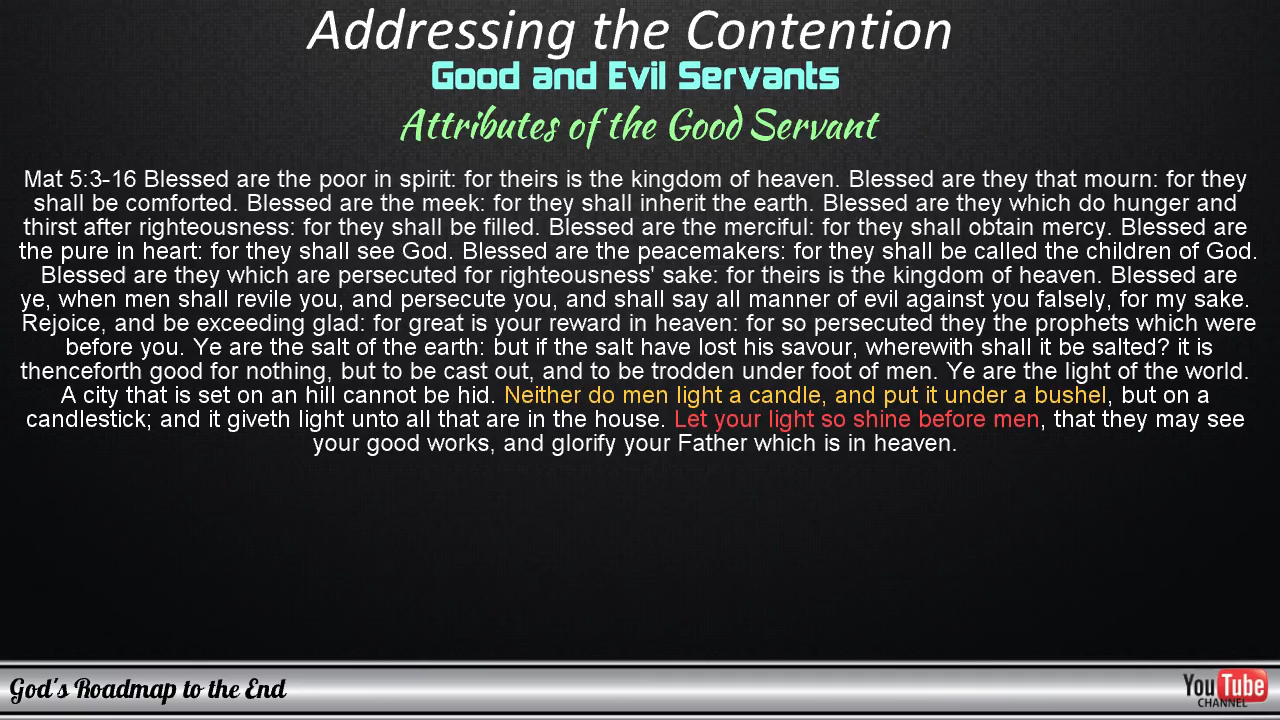 Addressing the Contention
Good and Evil Servants
Attributes of the Good Servant
Mat 5:3-16 Blessed are the poor in spirit: for theirs is the kingdom of heaven. Blessed are they that mourn: for they
shall be comforted. Blessed are the meek: for they shall inherit the earth. Blessed are they which do hunger and
thirst after righteousness: for they shall be filled. Blessed are the merciful: for they shall obtain mercy. Blessed are
the pure in heart: for they shall see God. Blessed are the peacemakers: for they shall be called the children of God.
Blessed are they which are persecuted for righteousness' sake: for theirs is the kingdom of heaven. Blessed are
ye, when men shall revile you, and persecute you, and shall say all manner of evil against you falsely, for my sake.
Rejoice, and be exceeding glad: for great is your reward in heaven: for so persecuted they the prophets which were
before you. Ye are the salt of the earth: but if the salt have lost his savour, wherewith shall it be salted? it is
thenceforth good for nothing, but to be cast out, and to be trodden under foot of men. Ye are the light of the world.
A city that is set on an hill cannot be hid. Neither do men light a candle, and put it under a bushel, but on a
candlestick; and it giveth light unto all that are in the house. Let your light so shine before men, that they may see
your good works, and glorify your Father which is in heaven.
God's Roadmap to the End
YouTube
CHANNEL